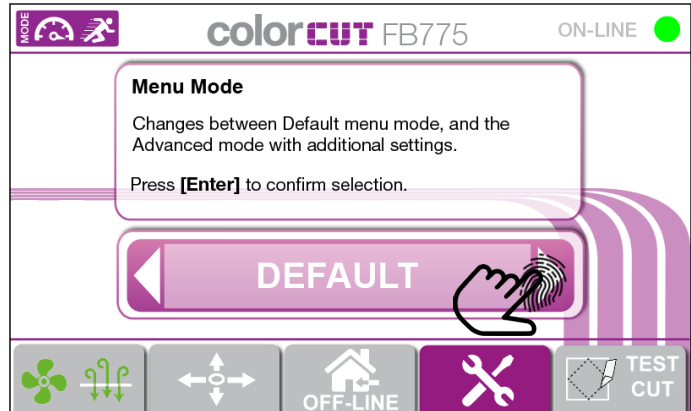 MODE
colorCUT FB775
ON-LINE
Menu Mode
Changes between Default menu mode, and the
Advanced mode with additional settings.
Press [Enter] to confirm selection.
DEFAULT
OFF-LINE
TEST
CUT